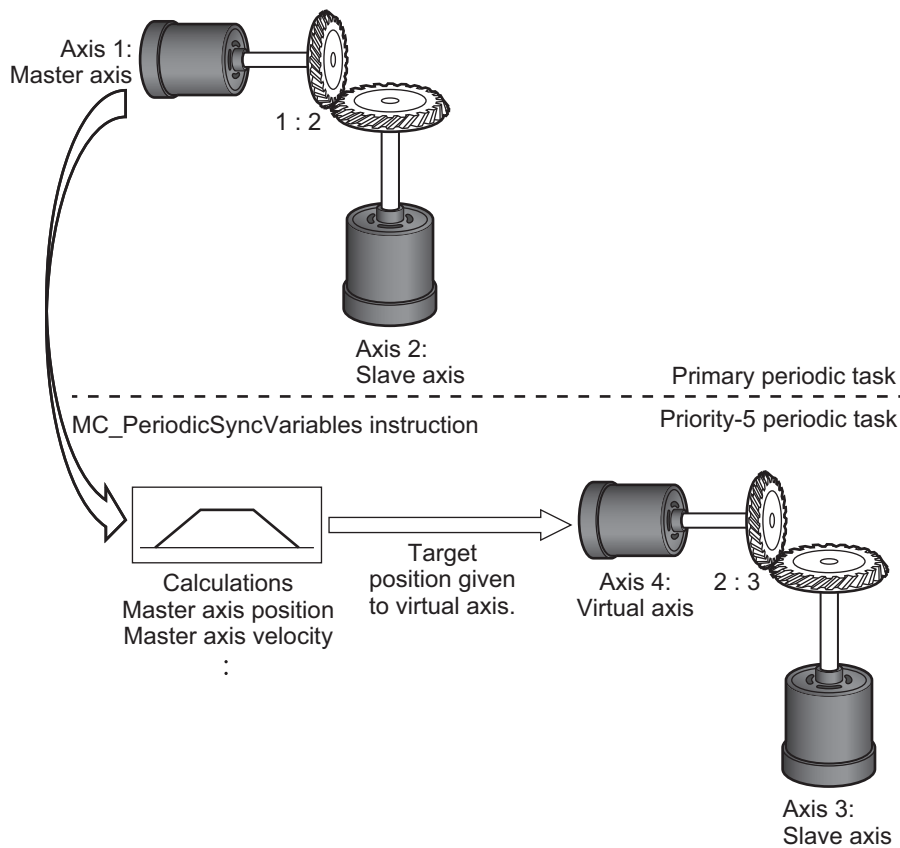 Axis 1:
Master axis
1 : 2
Axis 2:
Slave axis
Primary periodic task
MC_PeriodicSyncVariables instruction
Priority-5 periodic task
Calculations
Master axis position
Master axis velocity
:
Target
position given
to virtual axis.
Axis 4:
Virtual axis
2 : 3
Axis 3:
Slave axis